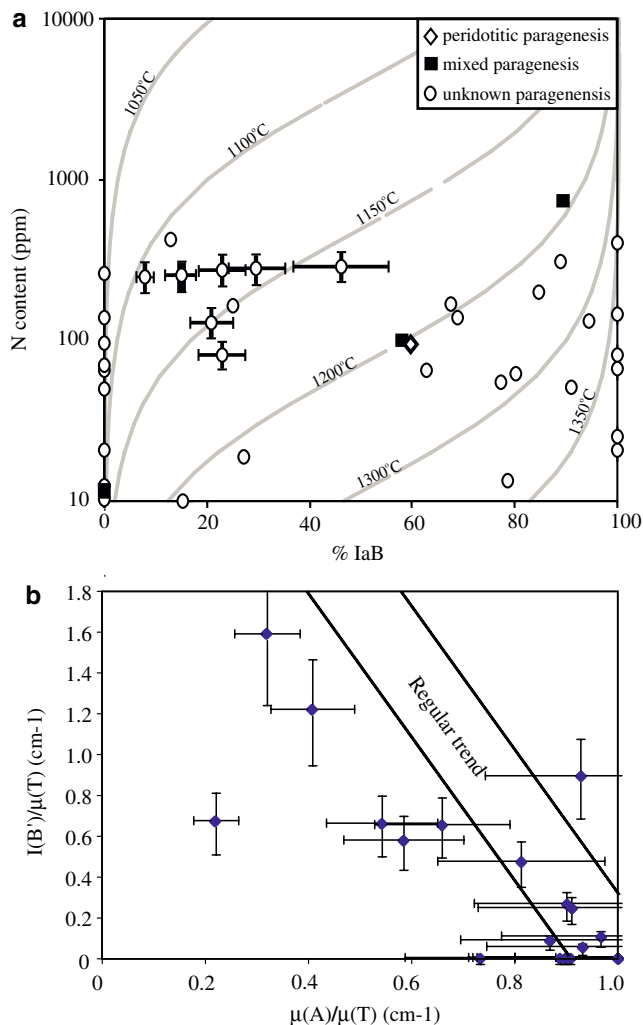 a
10000
1000
100
10
N content (ppm)
peridotitic paragenesis
mixed paragenesis
unknown paragenensis
1050°C
1100°C
1150°C
1200°C
1300°C
1350°C
0 20 40 60 80 100
% IaB
b
1.8
1.6
1.4
1.2
1.0
0.8
0.6
0.4
0.2
0
I(B')/μ(T) (cm-1)
Regular trend
0 0.2 0.4 0.6 0.8 1.0
μ(A)/μ(T) (cm-1)